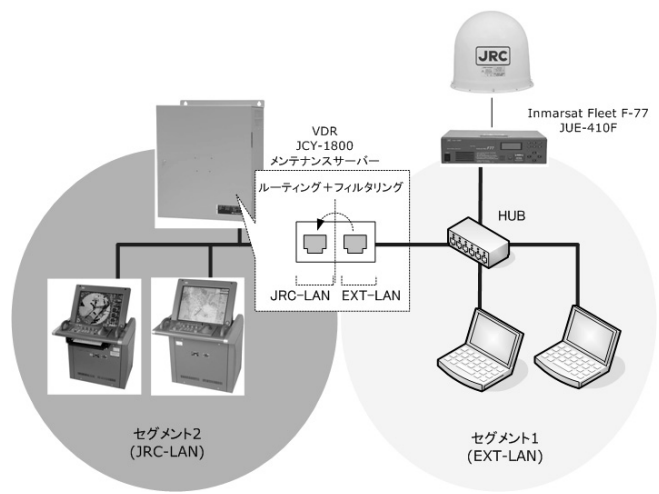 JRC
Inmarsat Fleet F-77
JUE-410F
VDR
JCY-1800
メンテナンスサーバー
ルーティング＋フィルタリング
HUB
JRC-LAN
EXT-LAN
セグメント2
(JRC-LAN)
セグメント1
(EXT-LAN)